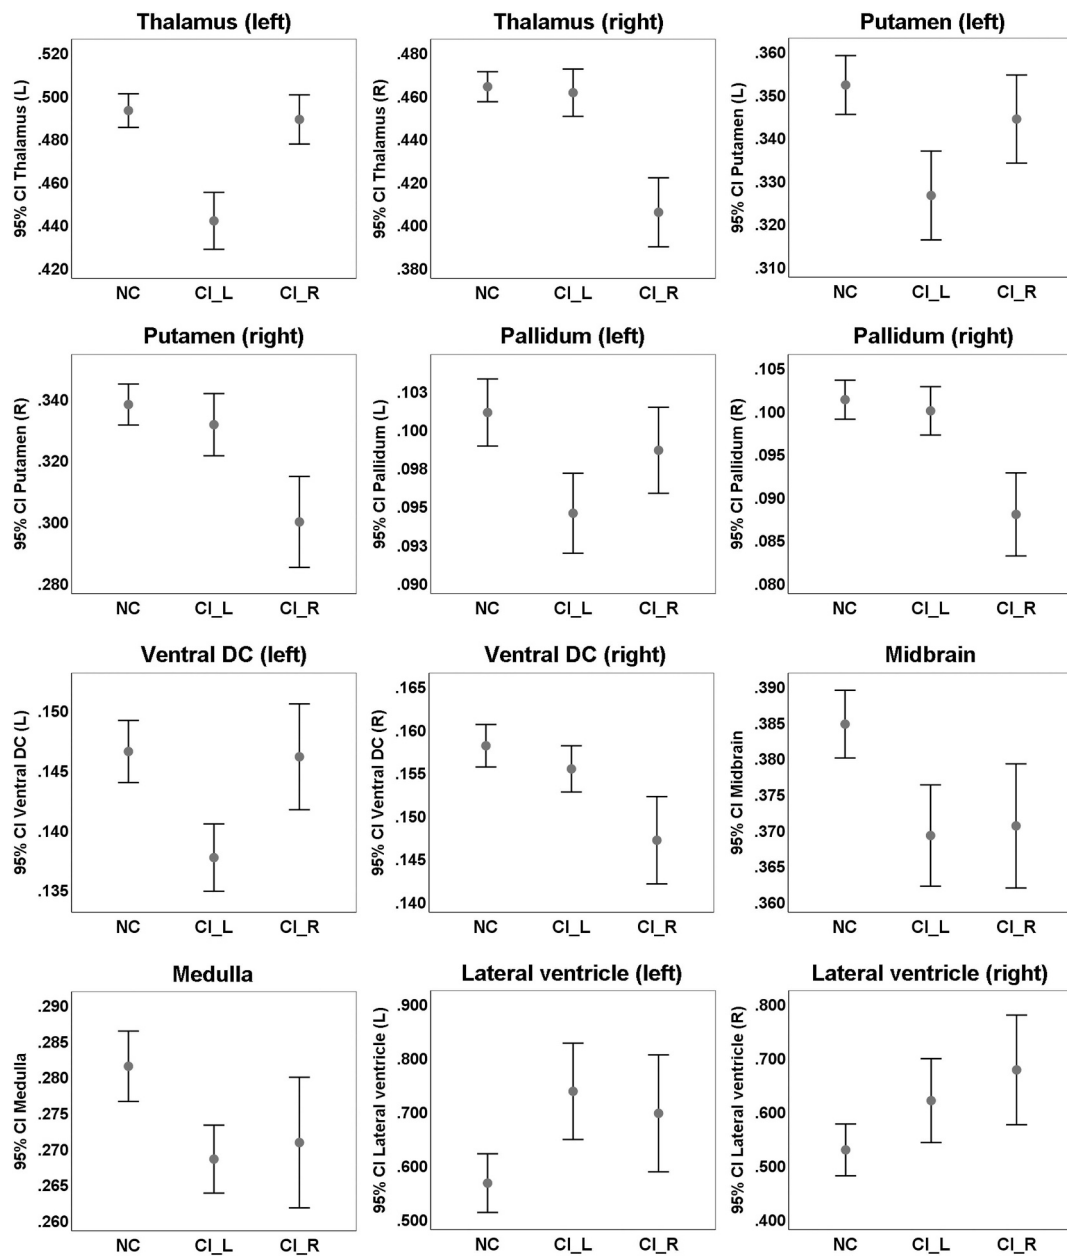 Thalamus (left)
95% CI Thalamus (L)
.520
.500
.480
.460
.440
.420
NC CI_L CI_R
Thalamus (right)
95% CI Thalamus (R)
.480
.460
.440
.420
.400
.380
NC CI_L CI_R
Putamen (left)
95% CI Putamen (L)
.360
.350
.340
.330
.320
.310
NC CI_L CI_R
Putamen (right)
95% CI Putamen (R)
.340
.320
.300
.280
NC CI_L CI_R
Pallidum (left)
95% CI Pallidum (L)
.103
.100
.098
.095
.093
.090
NC CI_L CI_R
Pallidum (right)
95% CI Pallidum (R)
.105
.100
.095
.090
.085
.080
NC CI_L CI_R
Ventral DC (left)
95% CI Ventral DC (L)
.150
.145
.140
.135
NC CI_L CI_R
Ventral DC (right)
95% CI Ventral DC (R)
.165
.160
.155
.150
.145
.140
NC CI_L CI_R
Midbrain
95% CI Midbrain
.390
.385
.380
.375
.370
.365
.360
NC CI_L CI_R
Medulla
95% CI Medulla
.290
.285
.280
.275
.270
.265
.260
NC CI_L CI_R
Lateral ventricle (left)
95% CI Lateral ventricle (L)
.900
.800
.700
.600
.500
NC CI_L CI_R
Lateral ventricle (right)
95% CI Lateral ventricle (R)
.800
.700
.600
.500
.400
NC CI_L CI_R